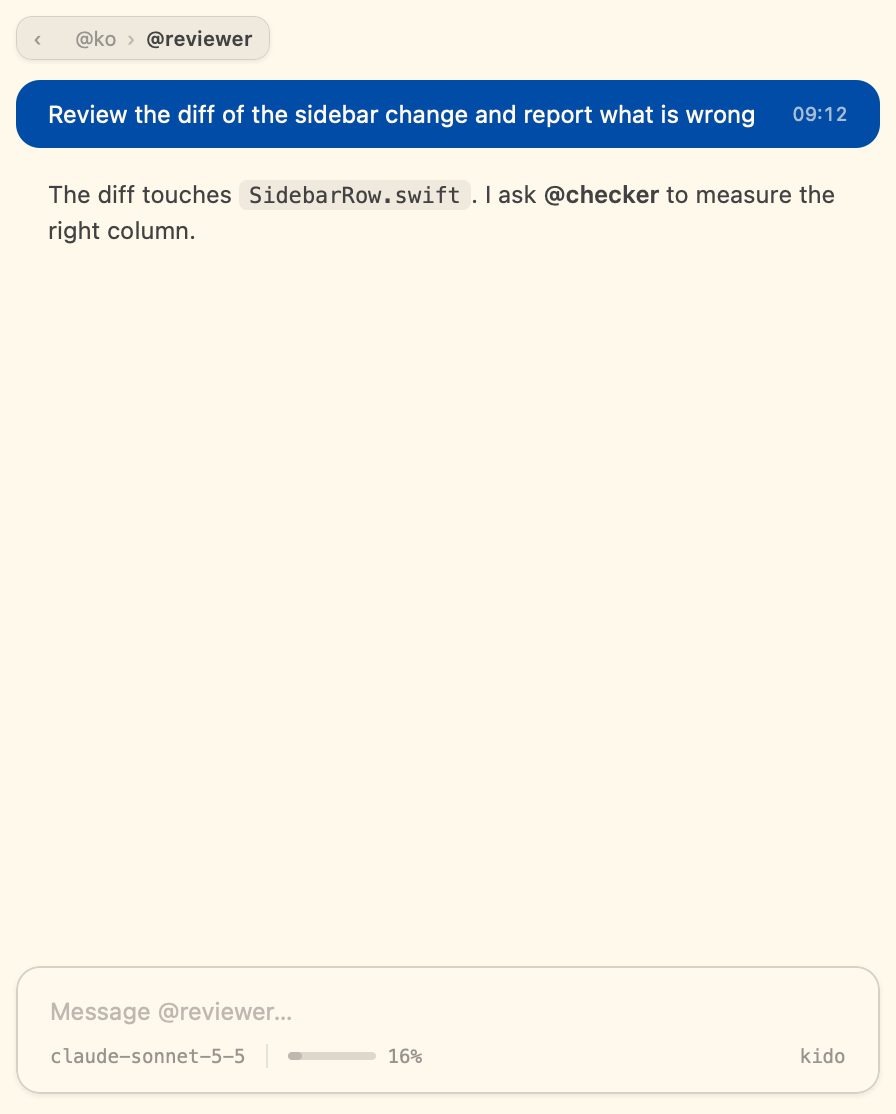 ‹ @ko › @reviewer
Review the diff of the sidebar change and report what is wrong 09:12
The diff touches SidebarRow.swift. I ask @checker to measure the
right column.
Message @reviewer...
claude-sonnet-5-5 16% kido